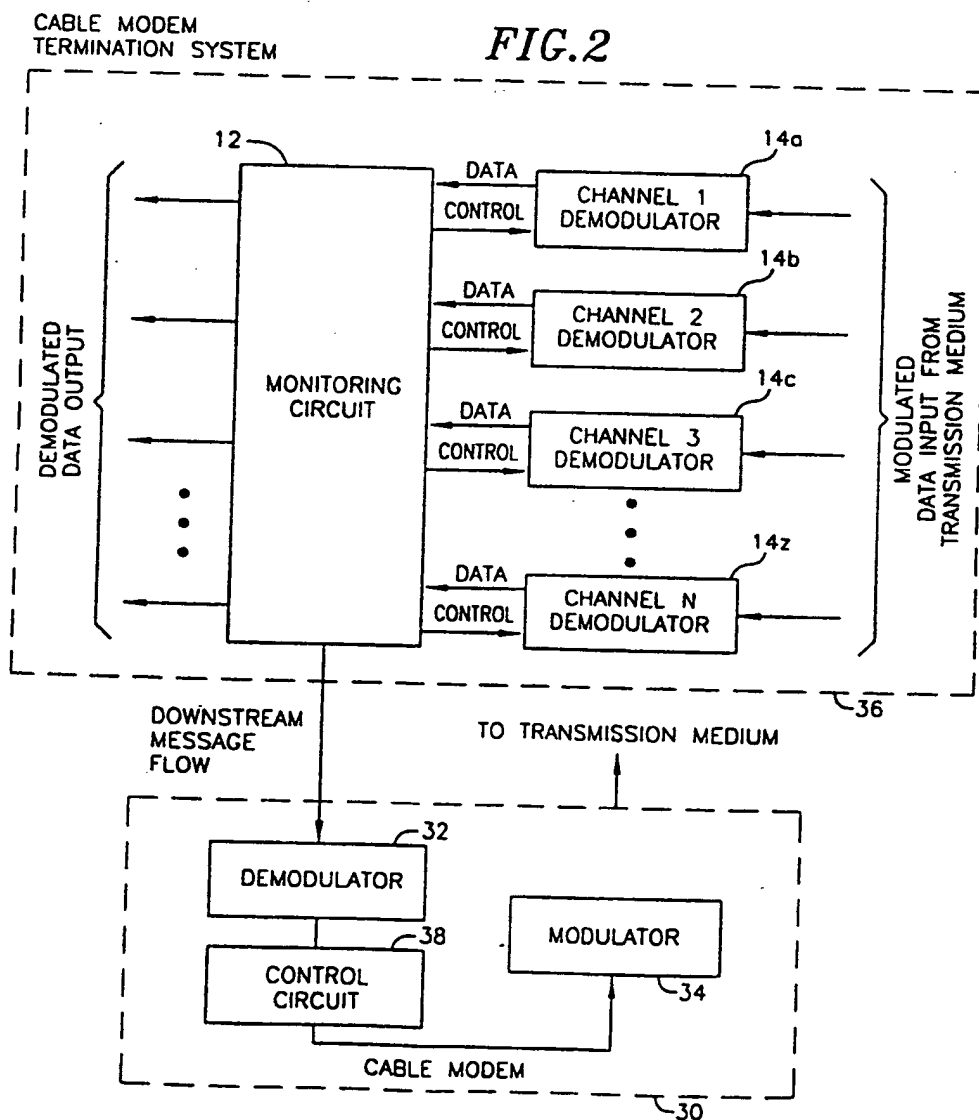 CABLE MODEM
TERMINATION SYSTEM
FIG.2
12
14a
DATA
CONTROL
CHANNEL 1
DEMODULATOR
14b
DATA
CONTROL
CHANNEL 2
DEMODULATOR
MONITORING
CIRCUIT
14c
DATA
CONTROL
CHANNEL 3
DEMODULATOR
14z
DATA
CONTROL
CHANNEL N
DEMODULATOR
DEMODULATED
DATA OUTPUT
MODULATED
DATA INPUT FROM
TRANSMISSION MEDIUM
36
DOWNSTREAM
MESSAGE
FLOW
TO TRANSMISSION MEDIUM
32
DEMODULATOR
38
CONTROL
CIRCUIT
MODULATOR
34
CABLE MODEM
30